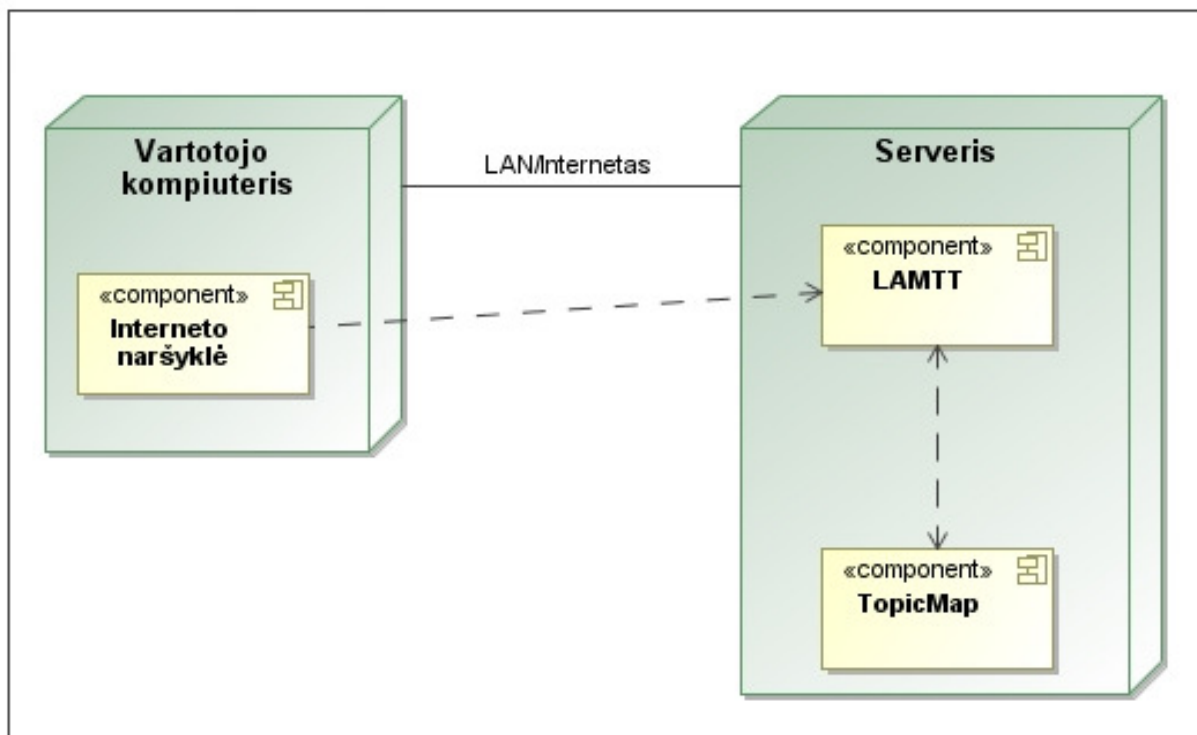 Vartotojo
kompiuteris
«component»
Interneto
naršyklė
LAN/Internetas
Serveris
«component»
LAMTT
«component»
TopicMap